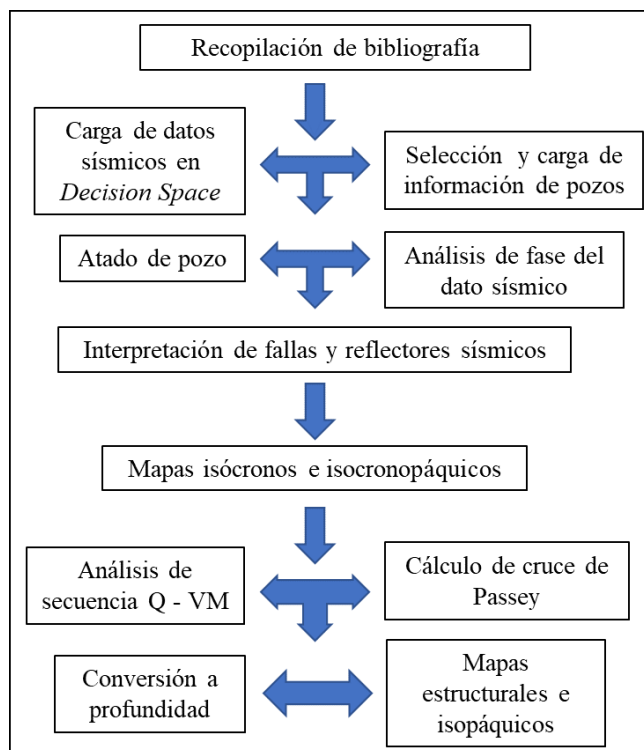 Recopilación de bibliografía
Carga de datos
sísmicos en
Decision Space
Selección y carga de
información de pozos
Atado de pozo
Análisis de fase del
dato sísmico
Interpretación de fallas y reflectores sísmicos
Mapas isócronos e isocronopáquicos
Análisis de
secuencia Q - VM
Cálculo de cruce de
Passey
Conversión a
profundidad
Mapas
estructurales e
isopáquicos